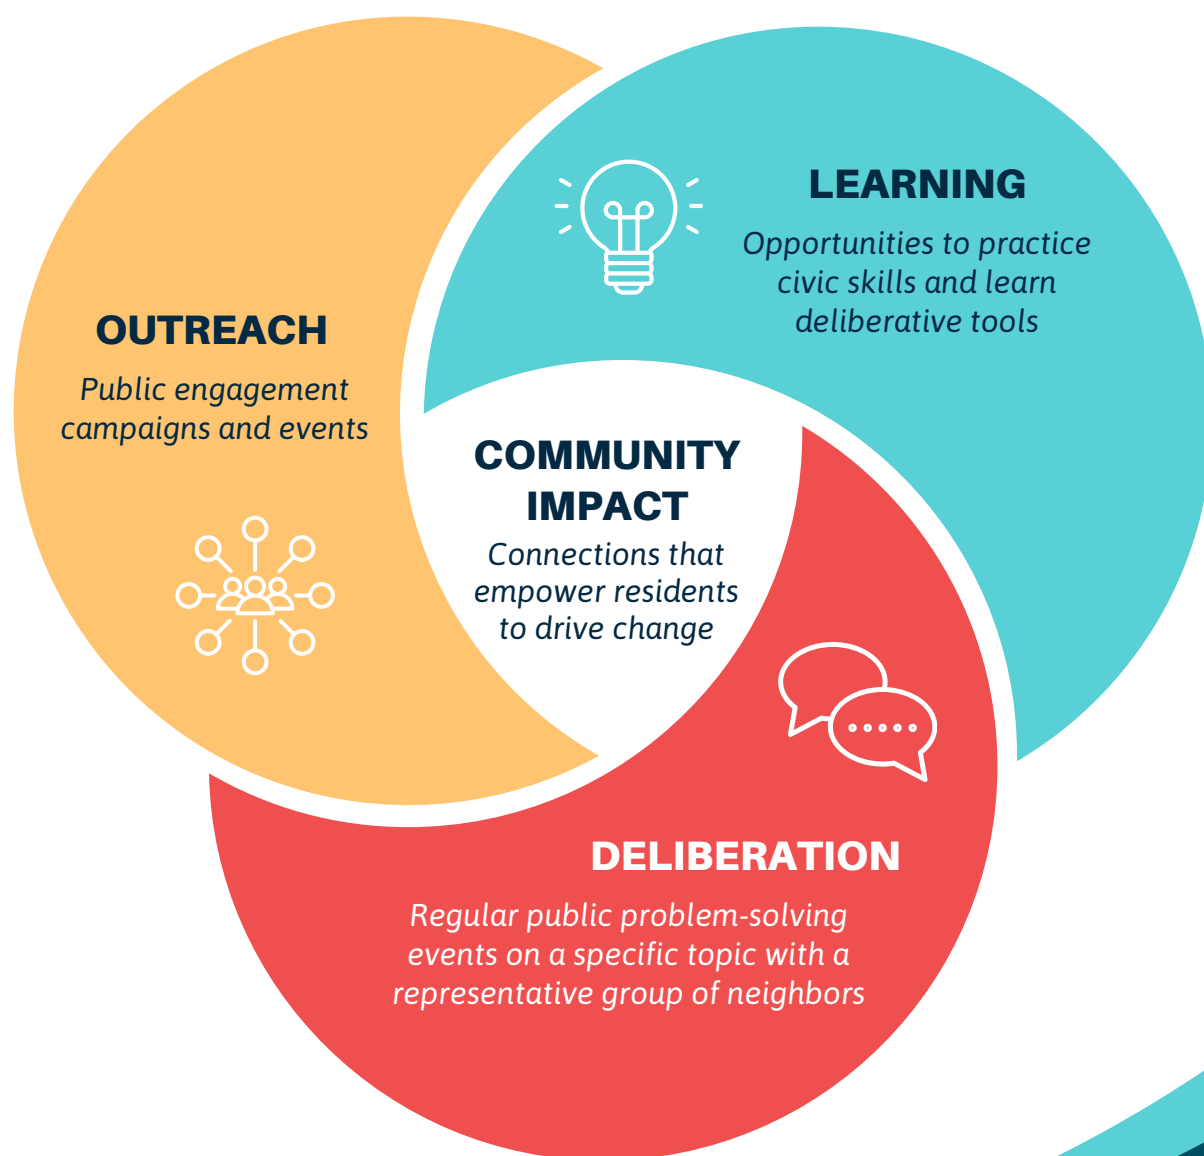 OUTREACH
Public engagement
campaigns and events
LEARNING
Opportunities to practice
civic skills and learn
deliberative tools
COMMUNITY
IMPACT
Connections that
empower residents
to drive change
DELIBERATION
Regular public problem-solving
events on a specific topic with a
representative group of neighbors